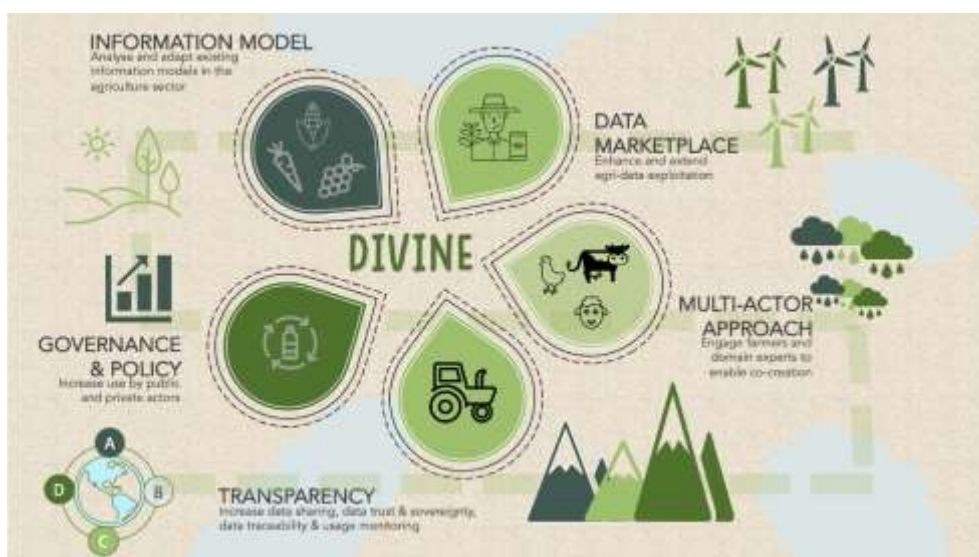 INFORMATION MODEL
Analyse and adapt existing
information models in the
agriculture sector
DATA
MARKETPLACE
Enhance and extend
agri-data exploitation
DIVINE
MULTI-ACTOR
APPROACH
Engage farmers and
domain experts to
enable co-creation
GOVERNANCE
& POLICY
Increase use by public
and private actors
A
D
B
C
TRANSPARENCY
Increase data sharing, data trust & sovereignty,
data traceability & usage monitoring